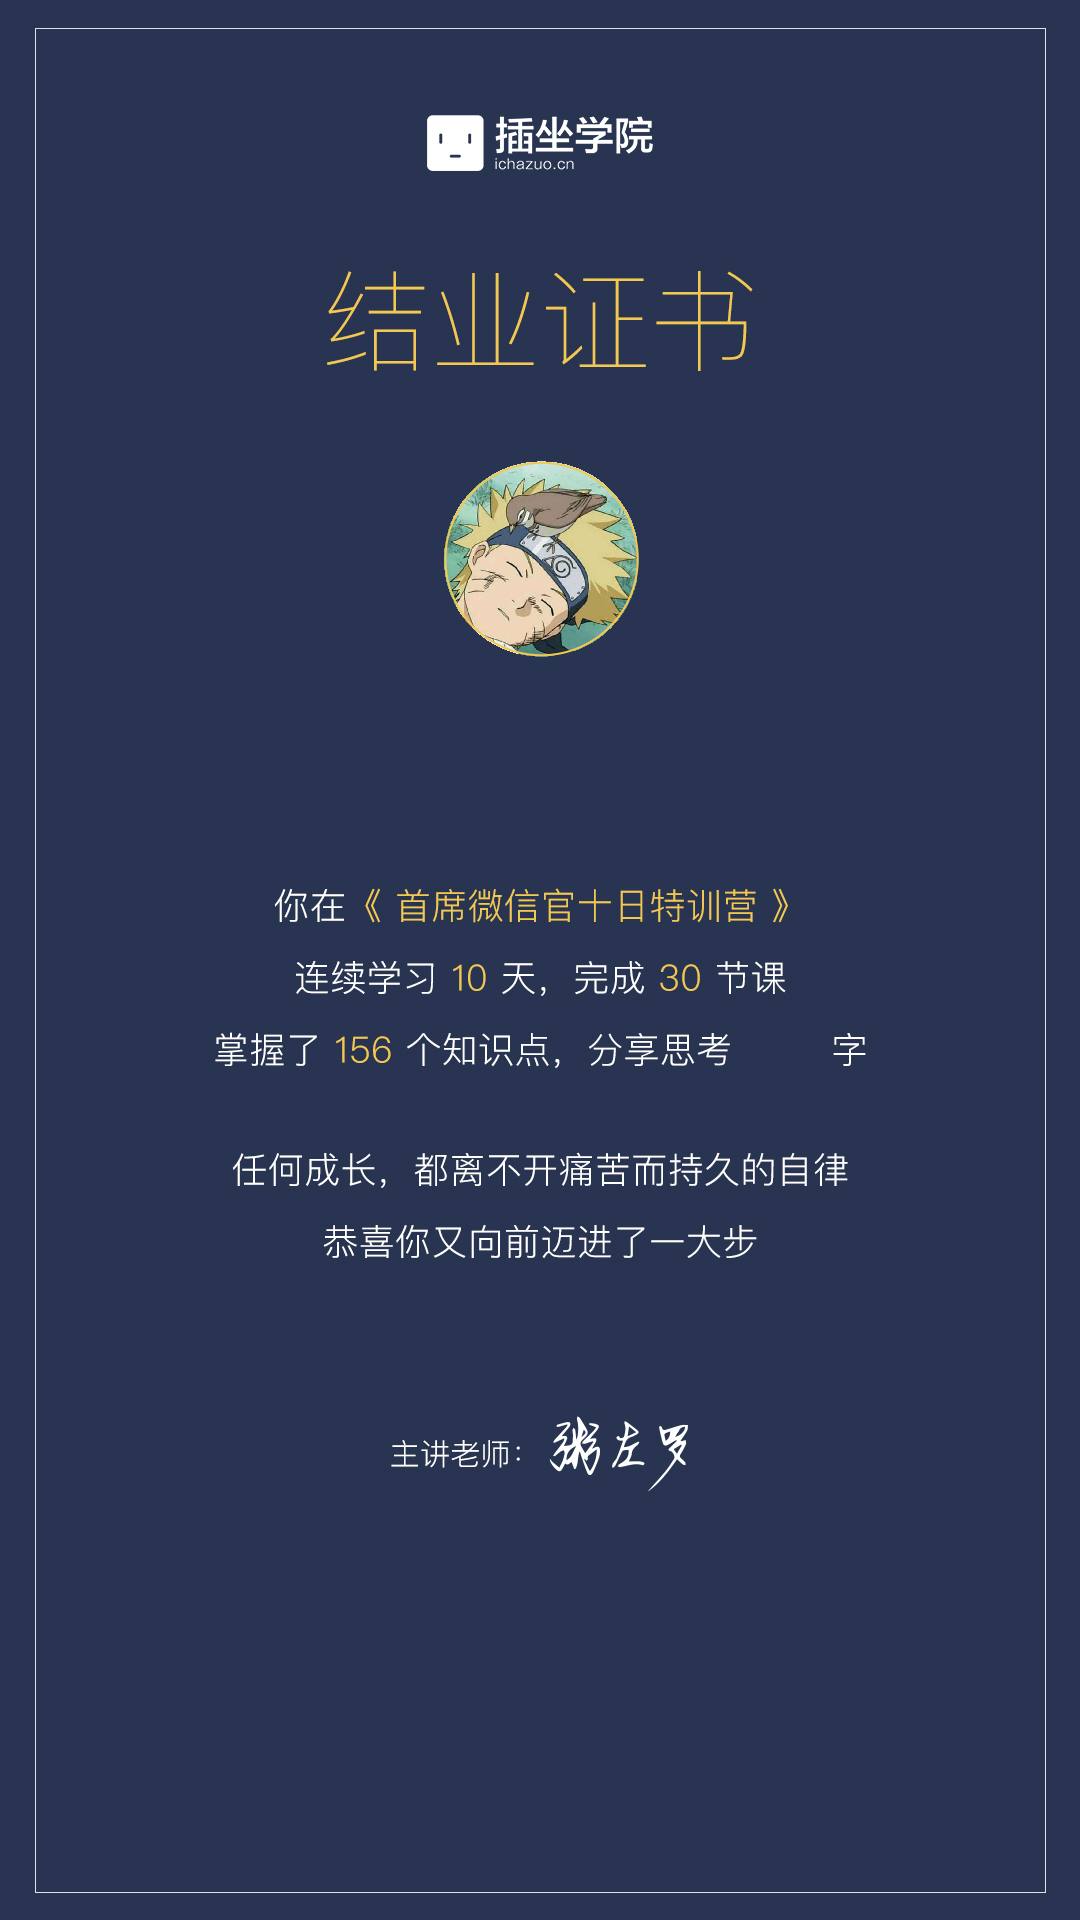 插坐学院
ichazuo.cn
结业证书
你在《 首席微信官十日特训营 》
连续学习 10 天，完成 30 节课
掌握了 156 个知识点，分享思考 字
任何成长，都离不开痛苦而持久的自律
恭喜你又向前迈进了一大步
主讲老师：粥左罗